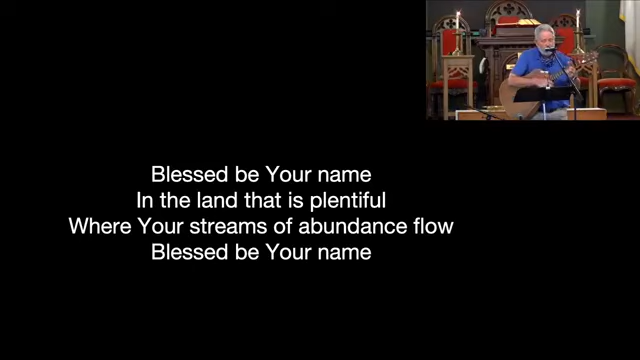 Blessed be Your name
In the land that is plentiful
Where Your streams of abundance flow
Blessed be Your name